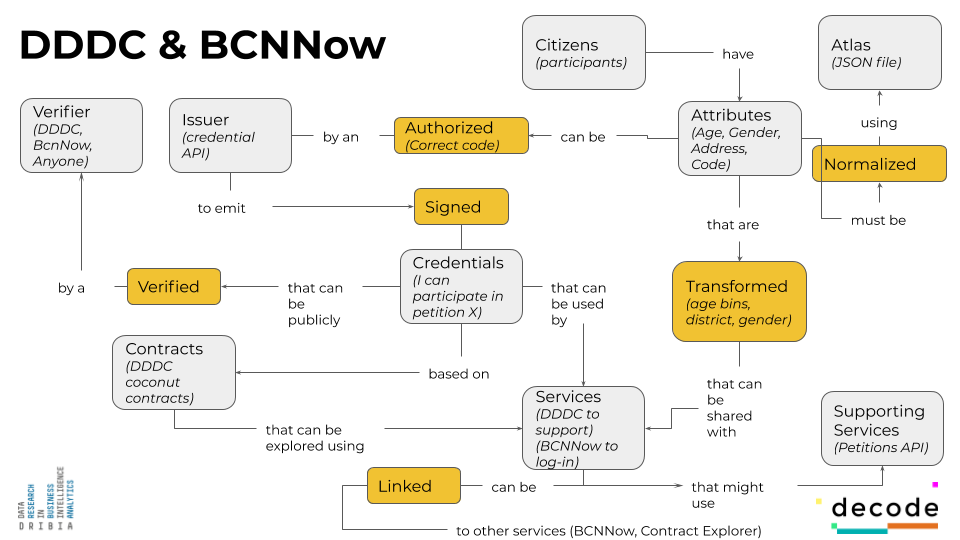 DDDC & BCNNow
Citizens
(participants)
have
Atlas
(JSON file)
using
Verifier
(DDDC,
BcnNow,
Anyone)
Issuer
(credential
API)
by an
Authorized
(Correct code)
can be
Attributes
(Age, Gender,
Address,
Code)
Normalized
must be
to emit
Signed
that are
Credentials
(I can
participate in
petition X)
by a
Verified
that can
be
publicly
that can
be used
by
Transformed
(age bins,
district, gender)
Contracts
(DDDC
coconut
contracts)
based on
that can
be
shared
with
Services
(DDDC to
support)
(BCNNow to
log-in)
Supporting
Services
(Petitions API)
that can be
explored using
Linked
can be
that might
use
to other services (BCNNow, Contract Explorer)
DATA
RESEARCH
IN
BUSINESS
INTELLIGENCE
ANALYTICS
DRIBIA
decode